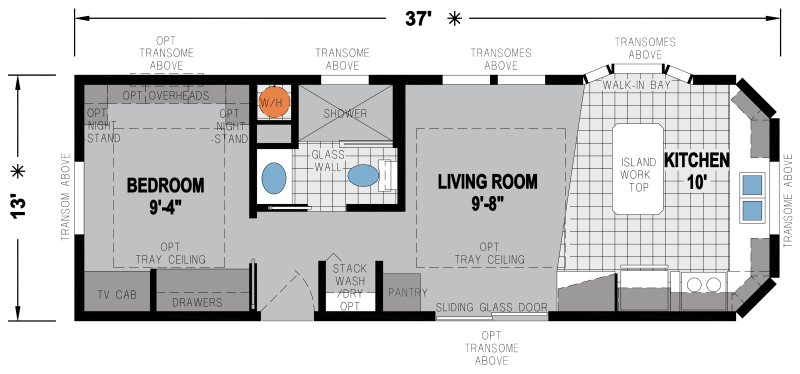 37' ✳
OPT
TRANSOME
ABOVE
TRANSOME
ABOVE
TRANSOMES
ABOVE
TRANSOMES
ABOVE
WALK-IN BAY
OPT OVERHEADS
OPT
NIGHT
-STAND
OPT
NIGHT
-STAND
W/H
SHOWER
GLASS
WALL
13' ✳
TRANSOM ABOVE
BEDROOM
9'-4"
LIVING ROOM
9'-8"
ISLAND
WORK
TOP
KITCHEN
10'
TRANSOME ABOVE
OPT
TRAY CEILING
OPT
TRAY CEILING
TV CAB
DRAWERS
STACK
WASH
/DRY
OPT
PANTRY
SLIDING GLASS DOOR
OPT
TRANSOME
ABOVE